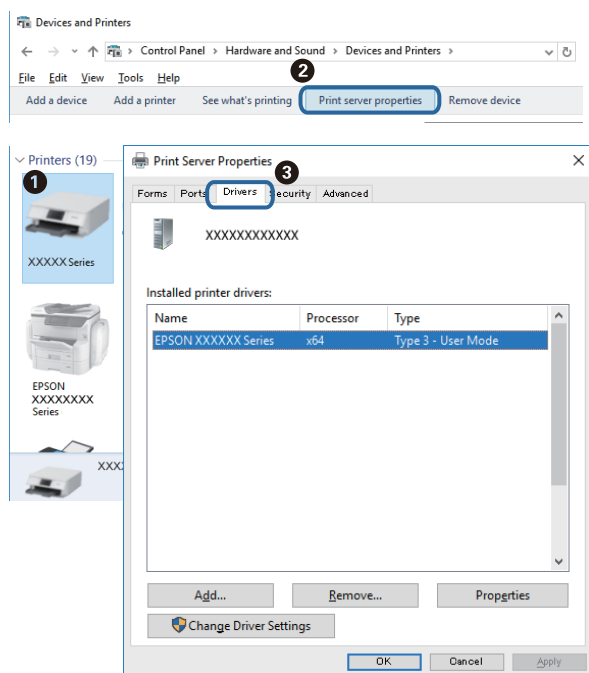 Devices and Printers
Control Panel > Hardware and Sound > Devices and Printers >
File Edit View Tools Help
2
Add a device Add a printer See what's printing Print server properties Remove device
Printers (19)
1
XXXXX Series
EPSON
XXXXXXXX
Series
XXX
Print Server Properties
3
Forms Ports Drivers Security Advanced
XXXXXXXXXXXX
Installed printer drivers:
Name Processor Type
EPSON XXXXXX Series x64 Type 3 - User Mode
Add... Remove... Properties
Change Driver Settings
OK Cancel Apply